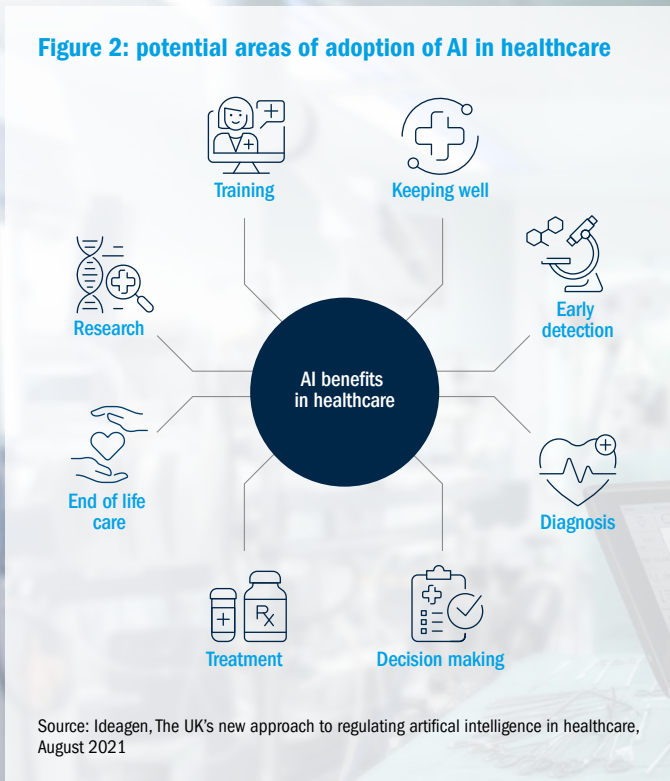 Figure 2: potential areas of adoption of AI in healthcare
Training
Keeping well
Early
detection
Diagnosis
Decision making
Treatment
End of life
care
Research
AI benefits
in healthcare
Rx
Source: Ideagen, The UK's new approach to regulating artifical intelligence in healthcare,
August 2021